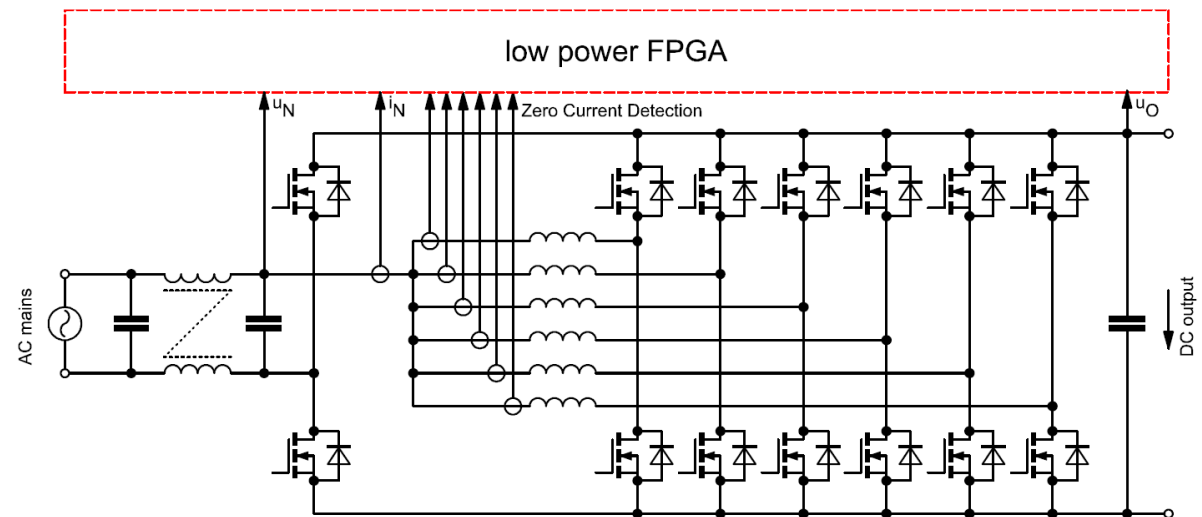 low power FPGA
uN
iN
Zero Current Detection
uO
AC mains
DC output